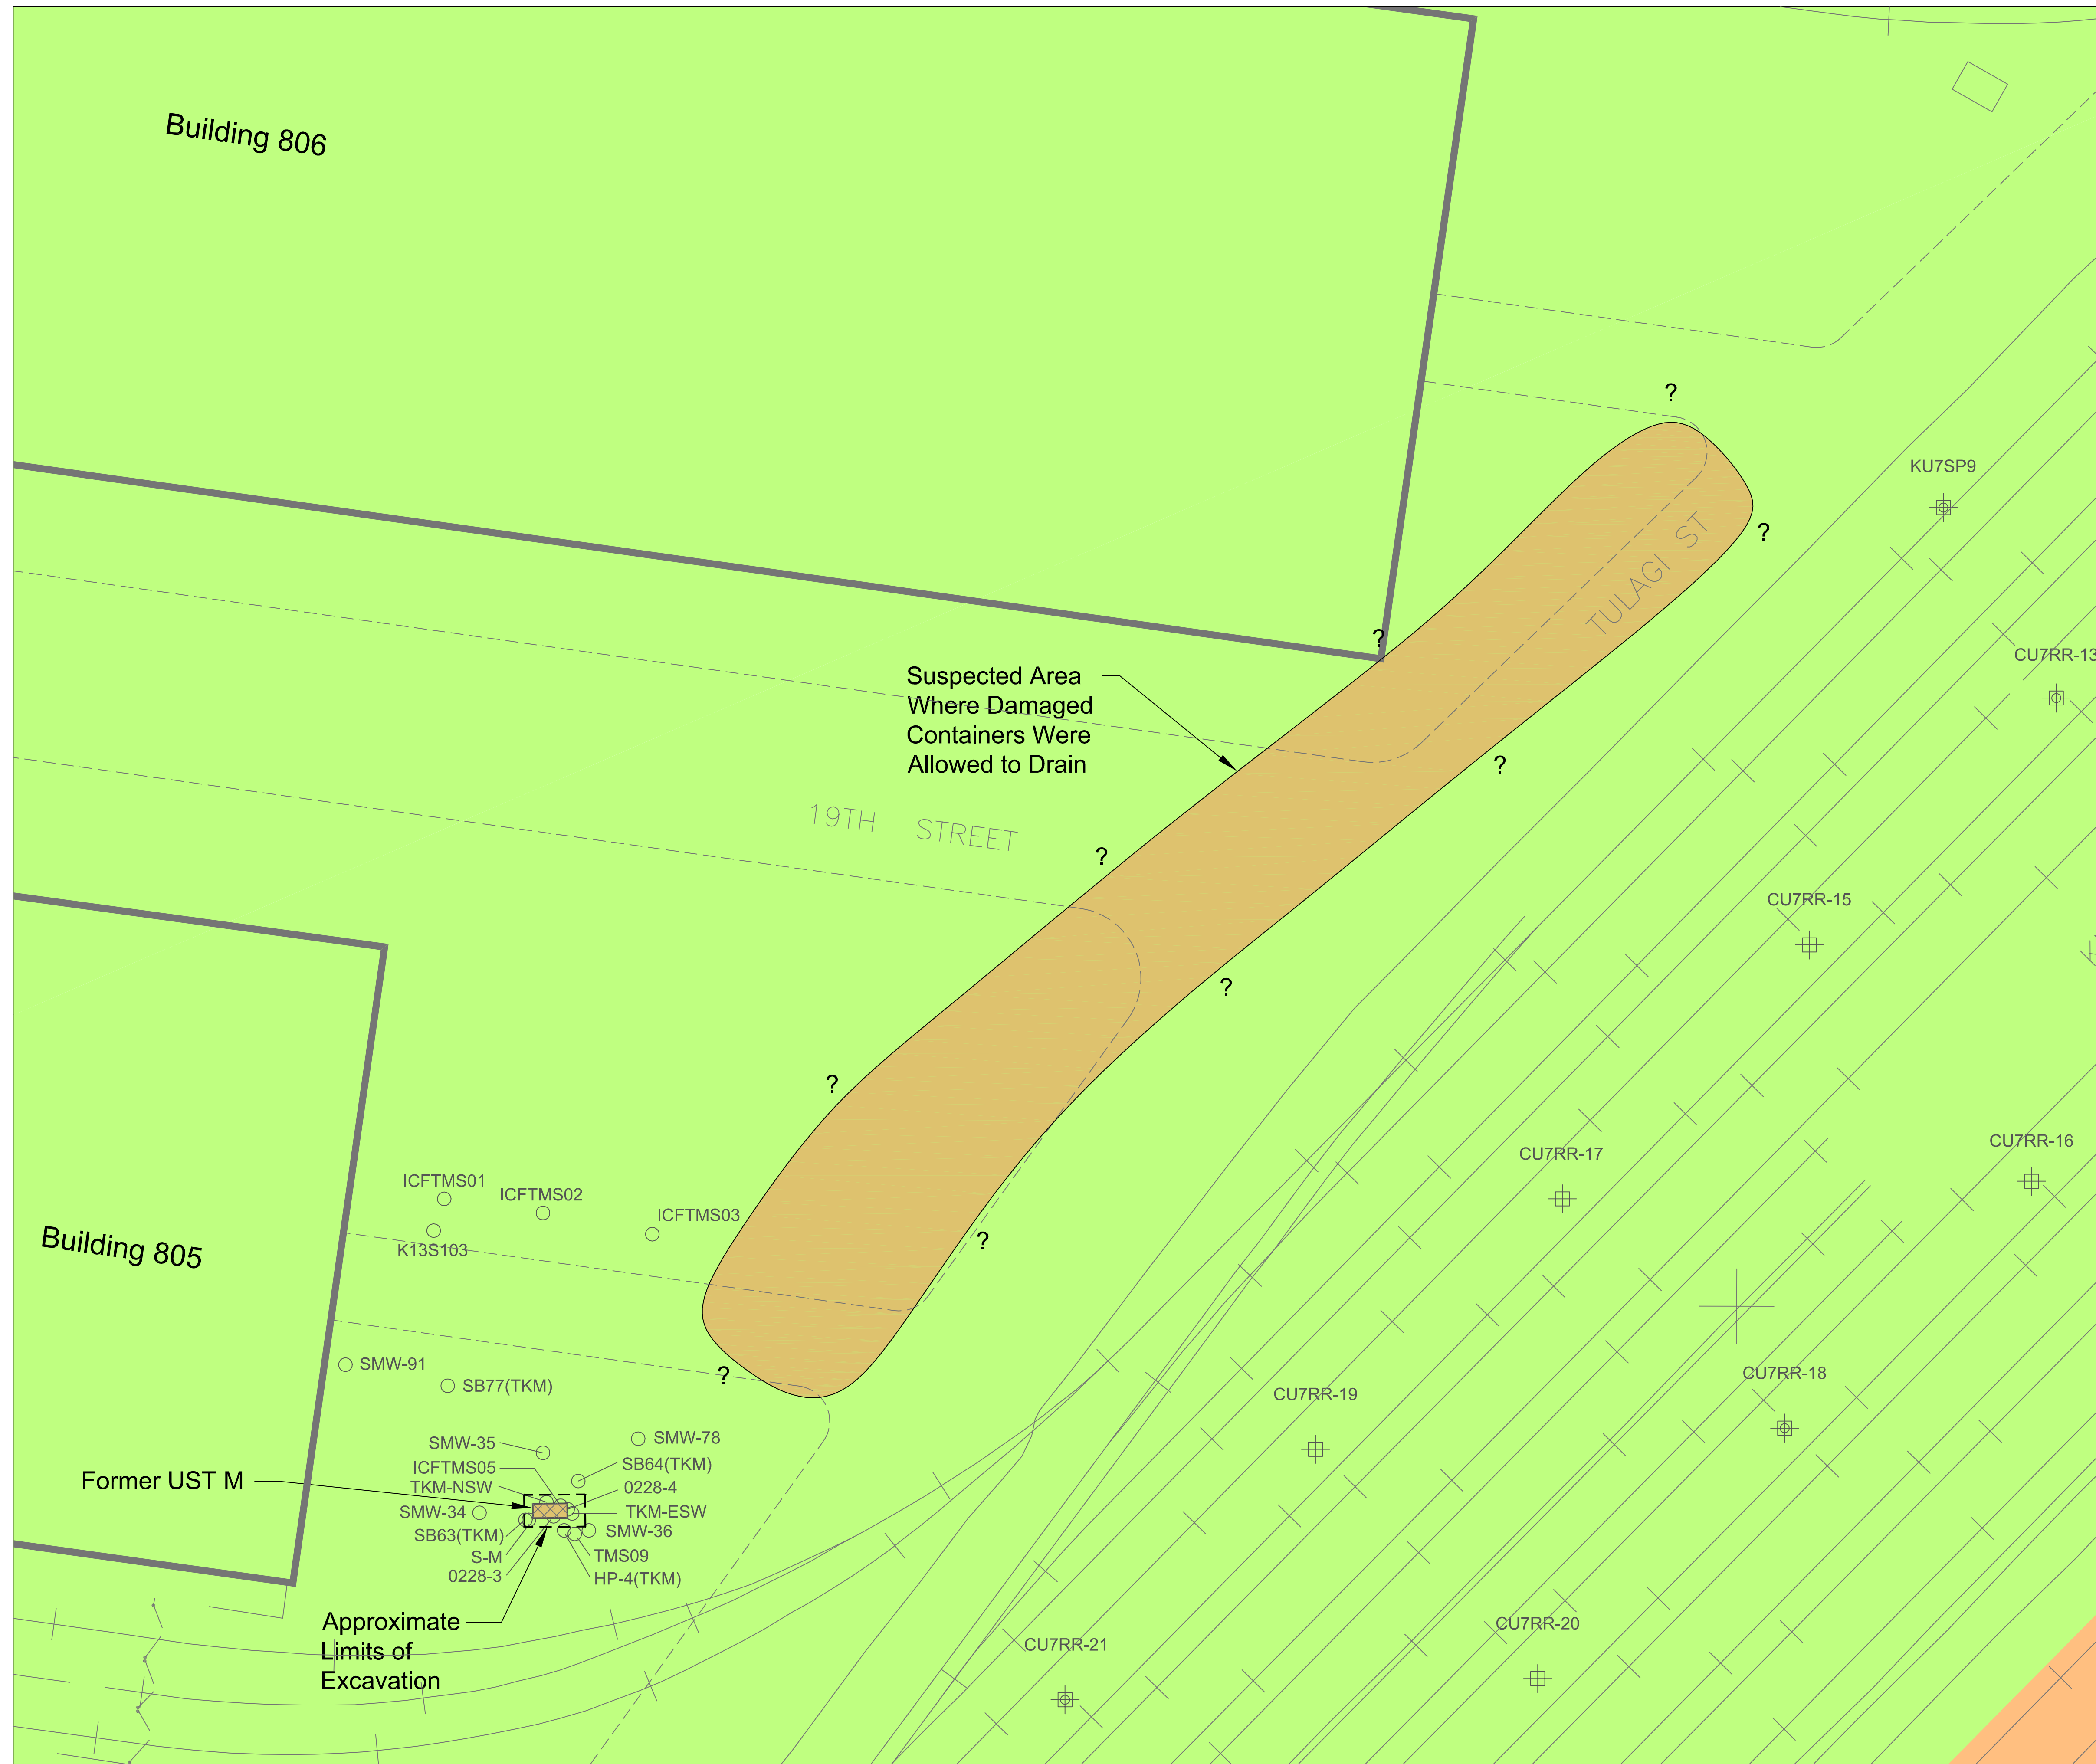 Building 806
?
KU7SP9
?
TULAGI ST
?
CU7RR-13
Suspected Area
Where Damaged
Containers Were
Allowed to Drain
?
19TH STREET
?
CU7RR-15
?
?
CU7RR-17
CU7RR-16
ICFTMS01
ICFTMS02
ICFTMS03
K13S103
Building 805
?
SMW-91
SB77(TKM)
?
CU7RR-19
CU7RR-18
SMW-35
SMW-78
ICFTMS05
SB64(TKM)
Former UST M
TKM-NSW
0228-4
SMW-34
TKM-ESW
SB63(TKM)
SMW-36
S-M
TMS09
0228-3
HP-4(TKM)
Approximate
Limits of
Excavation
CU7RR-21
CU7RR-20